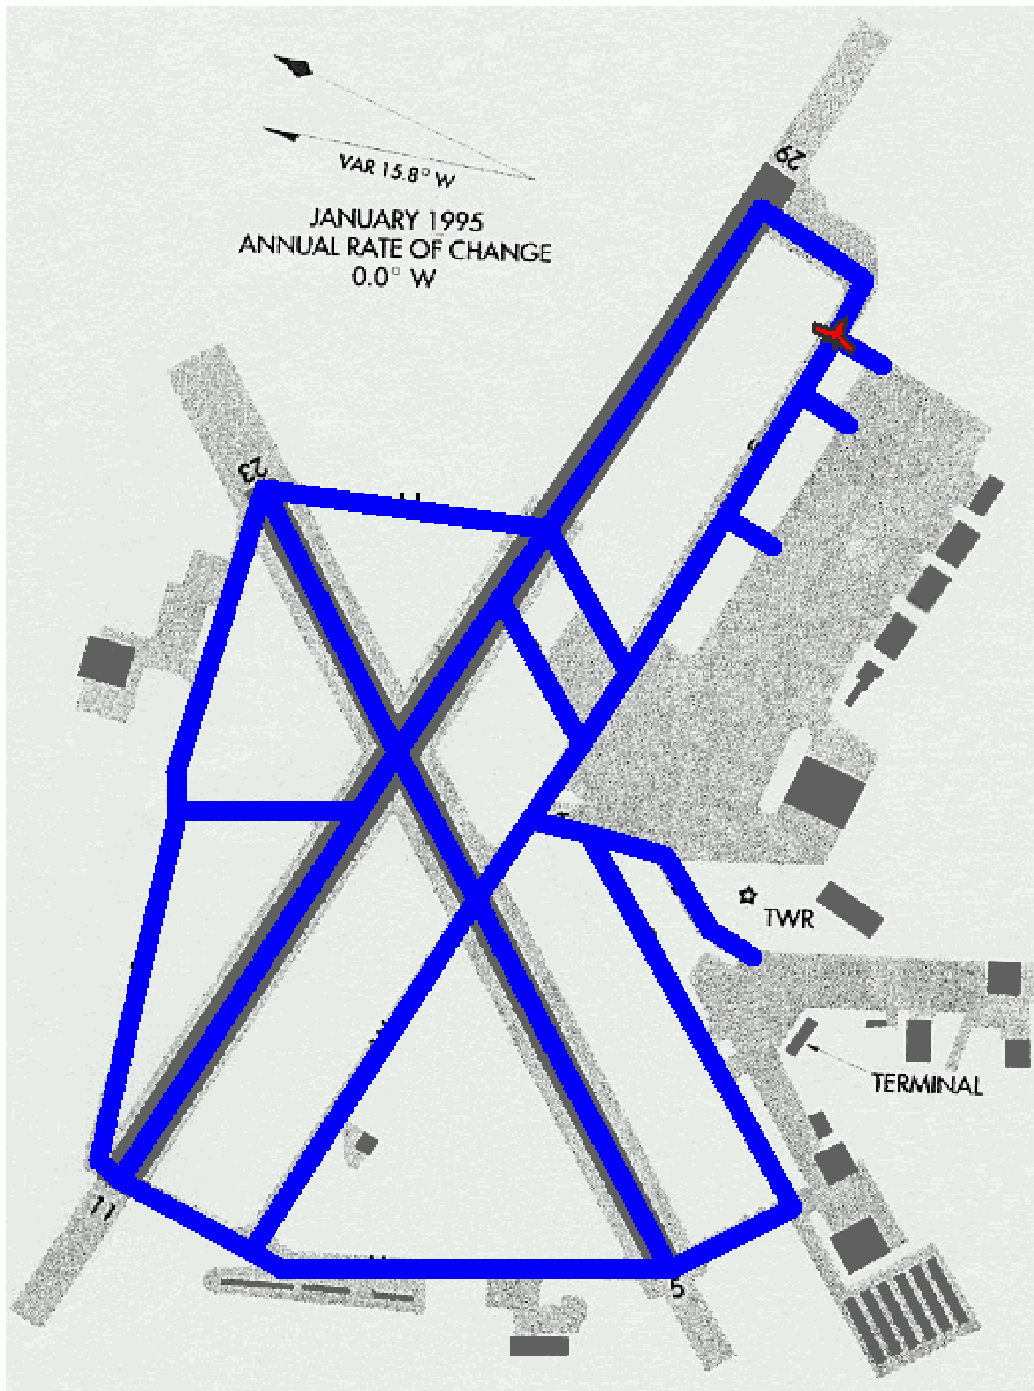 29
VAR 15.8° W
JANUARY 1995
ANNUAL RATE OF CHANGE
0.0° W
23
TWR
TERMINAL
11
5